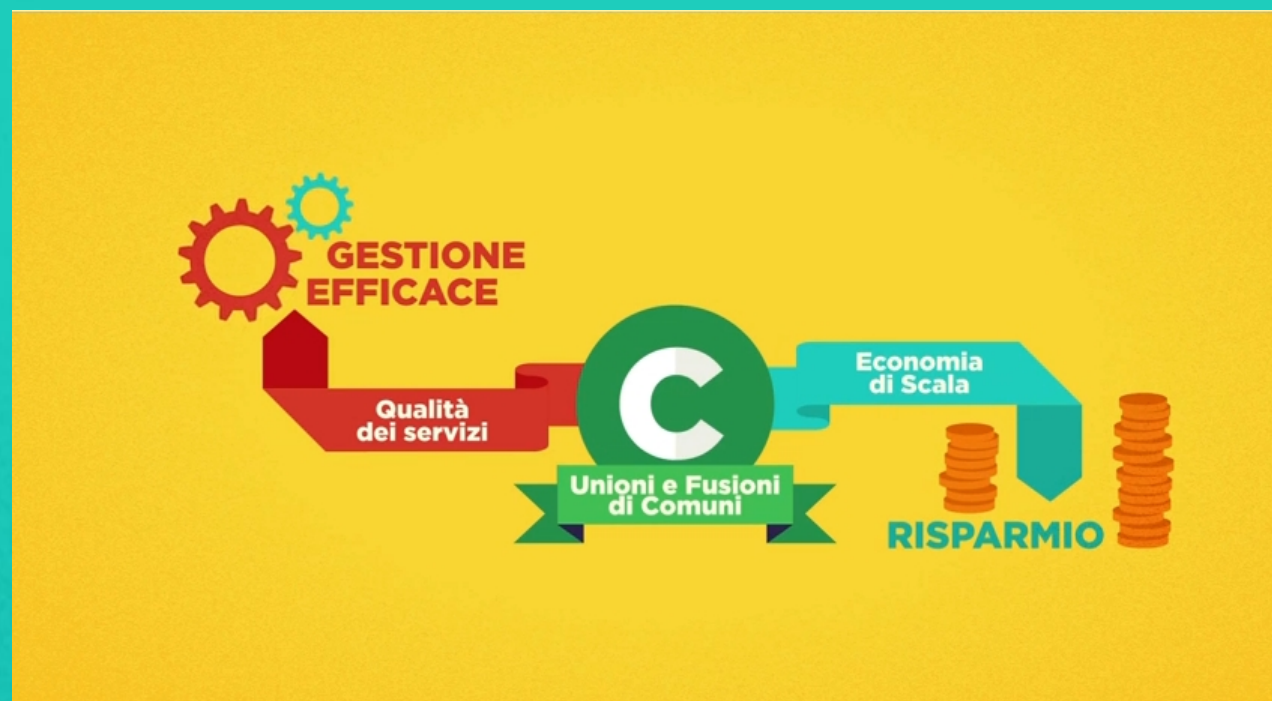 GESTIONE
EFFICACE
Qualità
dei servizi
C
Unioni e Fusioni
di Comuni
Economia
di Scala
RISPARMIO